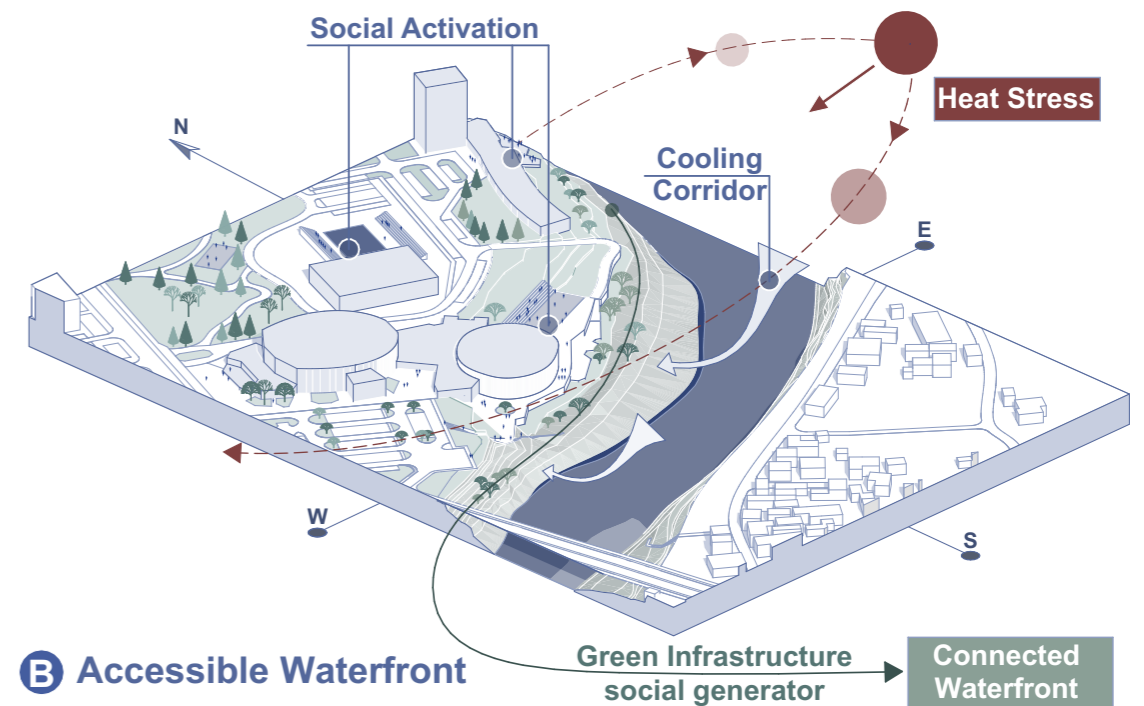 Social Activation
Heat Stress
N
Cooling
Corridor
E
W
S
B Accessible Waterfront
Green Infrastructure
social generator
Connected
Waterfront